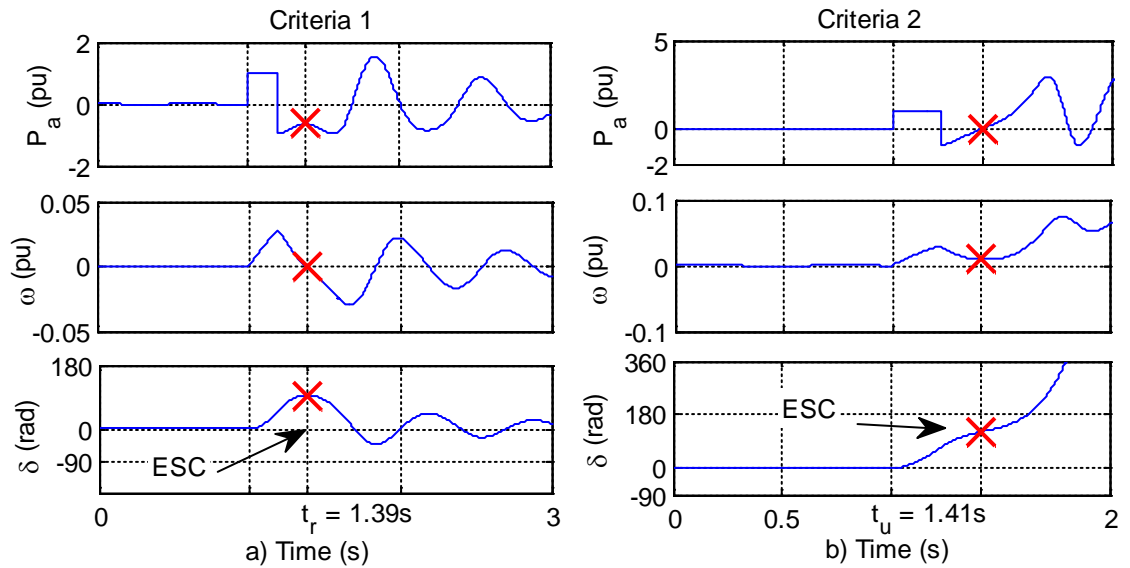 Criteria 1
2
0
-2
P_a (pu)
0.05
0
-0.05
ω (pu)
180
0
-90
δ (rad)
ESC
0
t_r = 1.39s
3
a) Time (s)
Criteria 2
5
0
-2
P_a (pu)
0.1
0
-0.1
ω (pu)
360
180
0
-90
δ (rad)
ESC
0
0.5
t_u = 1.41s
2
b) Time (s)